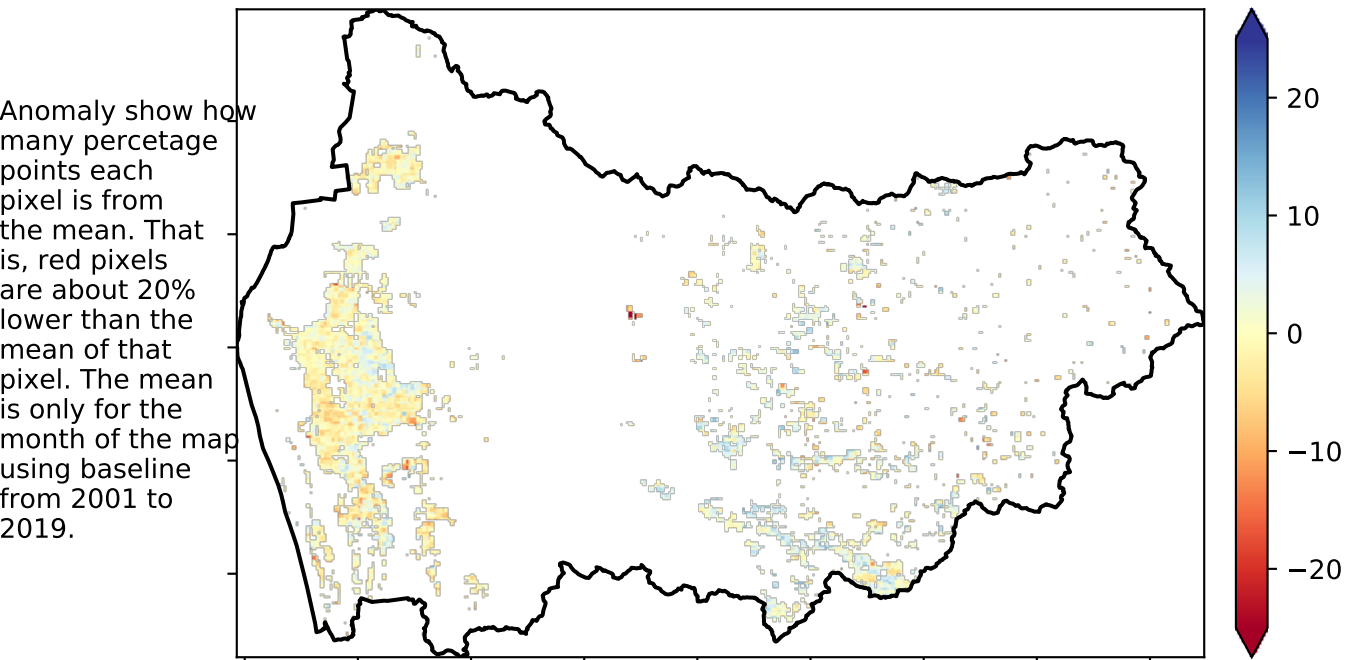 Anomaly show how
many percetage
points each
pixel is from
the mean. That
is, red pixels
are about 20%
lower than the
mean of that
pixel. The mean
is only for the
month of the map
using baseline
from 2001 to
2019.
20
10
0
−10
−20